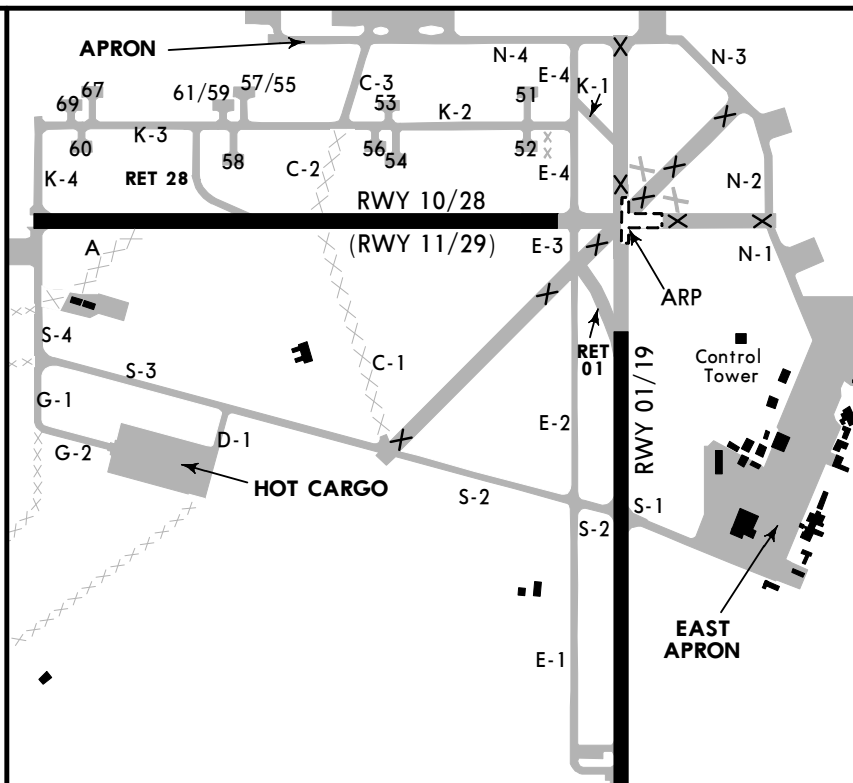 APRON
N-3
N-4
E-4
C-3
K-1
57/55
67
61/59
69
53
51
K-2
K-3
60
58
56
54
52
C-2
E-4
K-4
RET 28
N-2
RWY 10/28
(RWY 11/29)
E-3
A
N-1
ARP
S-4
RET
01
RWY 01/19
Control
Tower
S-3
C-1
G-1
E-2
D-1
G-2
HOT CARGO
S-2
S-1
S-2
EAST
APRON
E-1